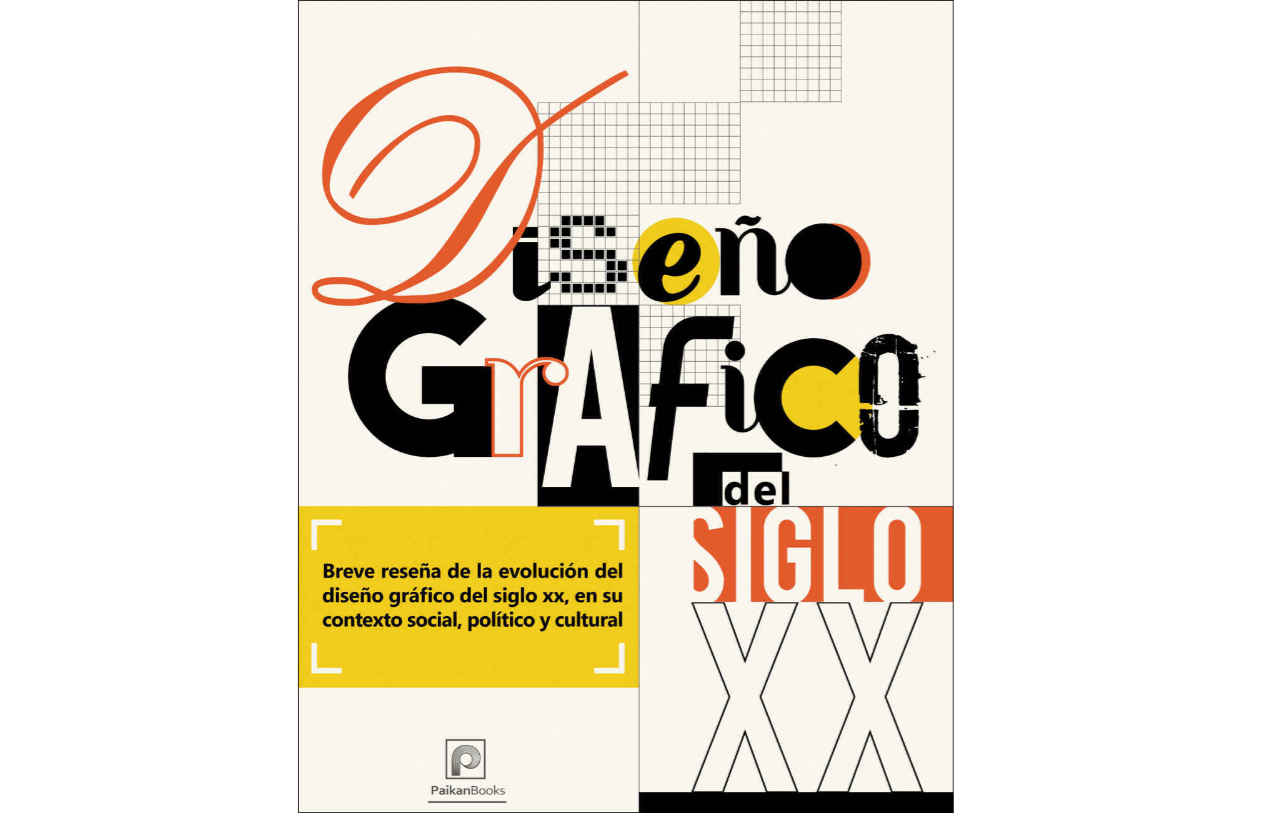 Diseño
GrAfico
del
SIGLO
XX
Breve reseña de la evolución del
diseño gráfico del siglo xx, en su
contexto social, político y cultural
PaikanBooks